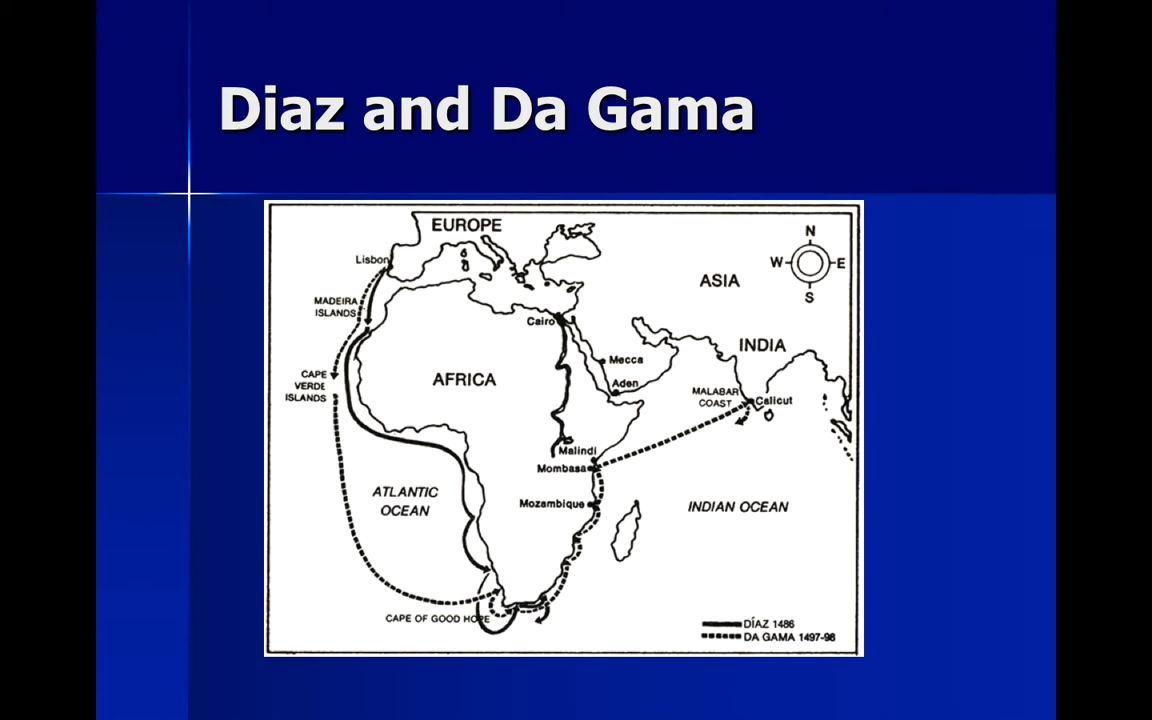 Diaz and Da Gama
EUROPE
N
Lisbon
W
E
ASIA
S
MADEIRA
ISLANDS
Cairo
INDIA
Mecca
CAPE
VERDE
ISLANDS
AFRICA
Aden
MALABAR
COAST
Calicut
Malindi
Mombasa
ATLANTIC
OCEAN
Mozambique
INDIAN OCEAN
CAPE OF GOOD HOPE
DÍAZ 1486
DA GAMA 1497-98